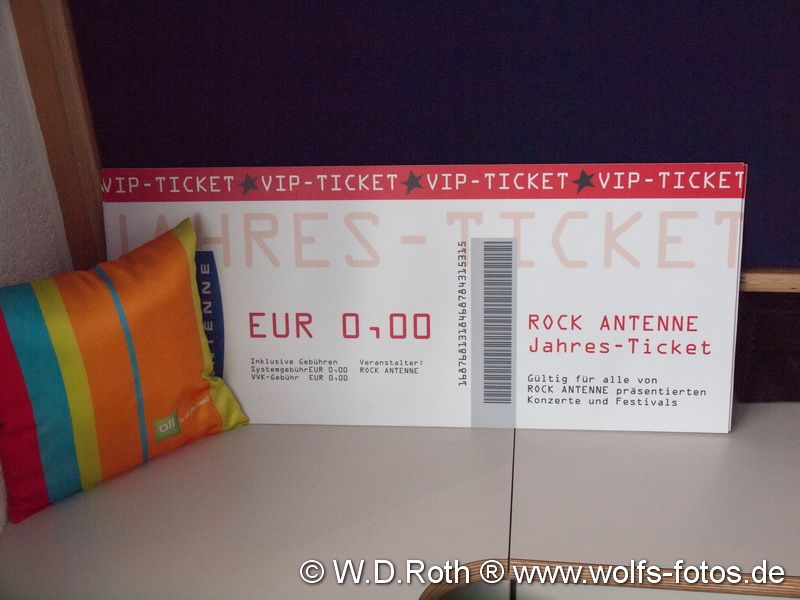 VIP-TICKET VIP-TICKET VIP-TICKET VIP-TICKET
JAHRES-TICKET
EUR 0,00
Inklusive Gebühren
Systemgebühr EUR 0,00
VVK-Gebühr EUR 0,00
Veranstalter:
ROCK ANTENNE
ROCK ANTENNE
Jahres-Ticket
Gültig für alle von
ROCK ANTENNE präsentierten
Konzerte und Festivals
© W.D.Roth ® www.wolfs-fotos.de